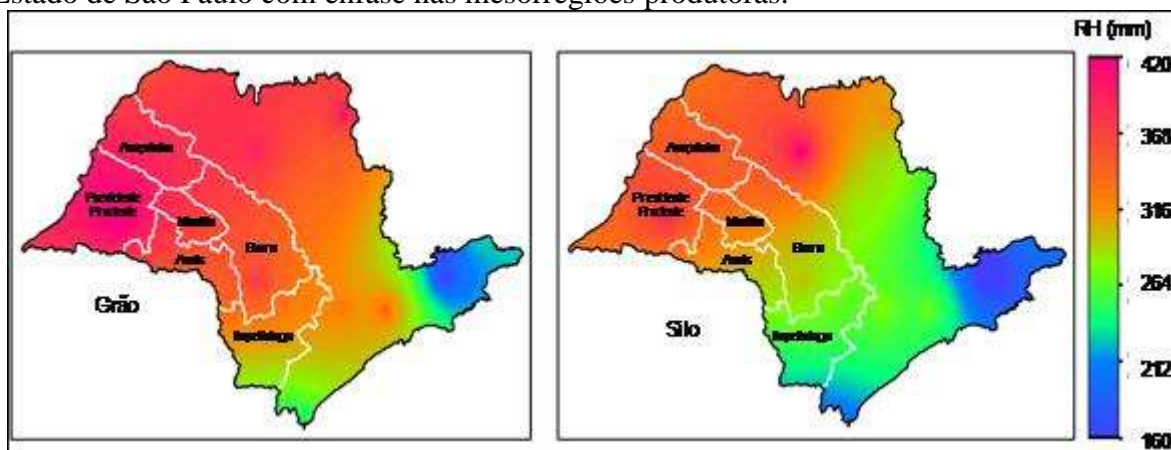 Estado de São Paulo com ênfase nas mesorregiões produtoras.
RH (mm)
420
368
316
264
212
160
Araçatuba
Presidente
Prudente
Marília
Bauru
Assis
Itapetininga
Grão
Araçatuba
Presidente
Prudente
Marília
Bauru
Assis
Itapetininga
Silo